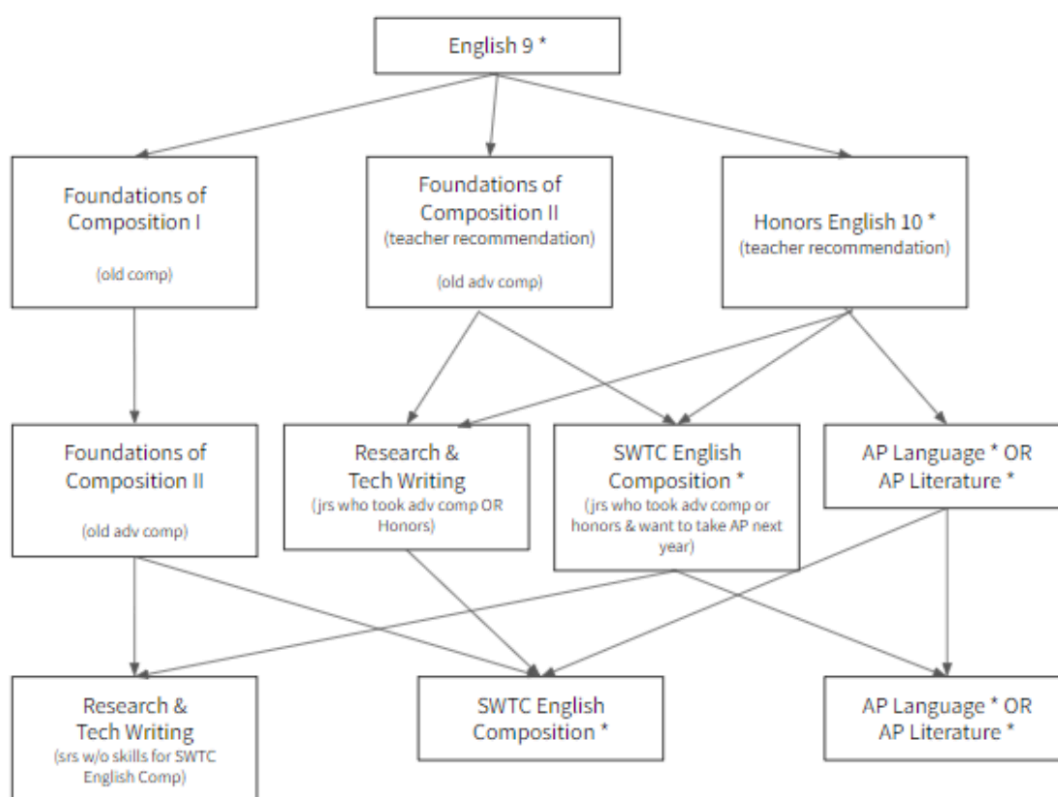 English 9 *
Foundations of
Composition I
(old comp)
Foundations of
Composition II
(teacher recommendation)
(old adv comp)
Honors English 10 *
(teacher recommendation)
Foundations of
Composition II
(old adv comp)
Research &
Tech Writing
(jrs who took adv comp OR
Honors)
SWTC English
Composition *
(jrs who took adv comp or
honors & want to take AP next
year)
AP Language * OR
AP Literature *
Research &
Tech Writing
(srs w/o skills for SWTC
English Comp)
SWTC English
Composition *
AP Language * OR
AP Literature *